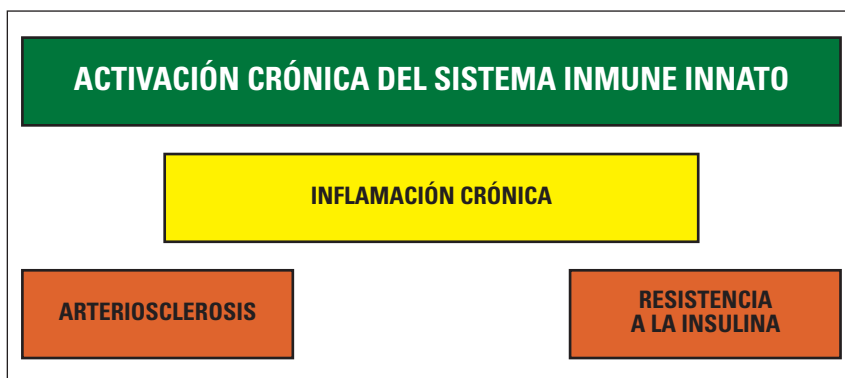 ACTIVACIÓN CRÓNICA DEL SISTEMA INMUNE INNATO
INFLAMACIÓN CRÓNICA
ARTERIOSCLEROSIS
RESISTENCIA
A LA INSULINA